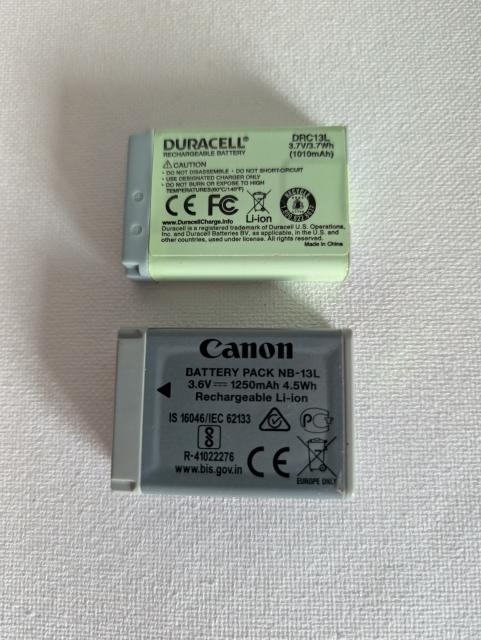 DURACELL®
RECHARGEABLE BATTERY
DRC13L
3.7V/3.7Wh
(1010mAh)
CAUTION
• DO NOT DISASSEMBLE • DO NOT SHORT-CIRCUIT
• USE DESIGNATED CHARGER ONLY
• DO NOT BURN OR EXPOSE TO HIGH
TEMPERATURES(60°C/140°F)
CE FC Li-ion
www.DuracellCharge.info
Duracell is a registered trademark of Duracell U.S. Operations,
Inc. and Duracell Batteries BV, as applicable, in the U.S. and
other countries, used under license. All rights reserved.
Made in China
Canon
BATTERY PACK NB-13L
3.6V 1250mAh 4.5Wh
Rechargeable Li-ion
IS 16046/IEC 62133
R-41022276
www.bis.gov.in
CE
EUROPE ONLY